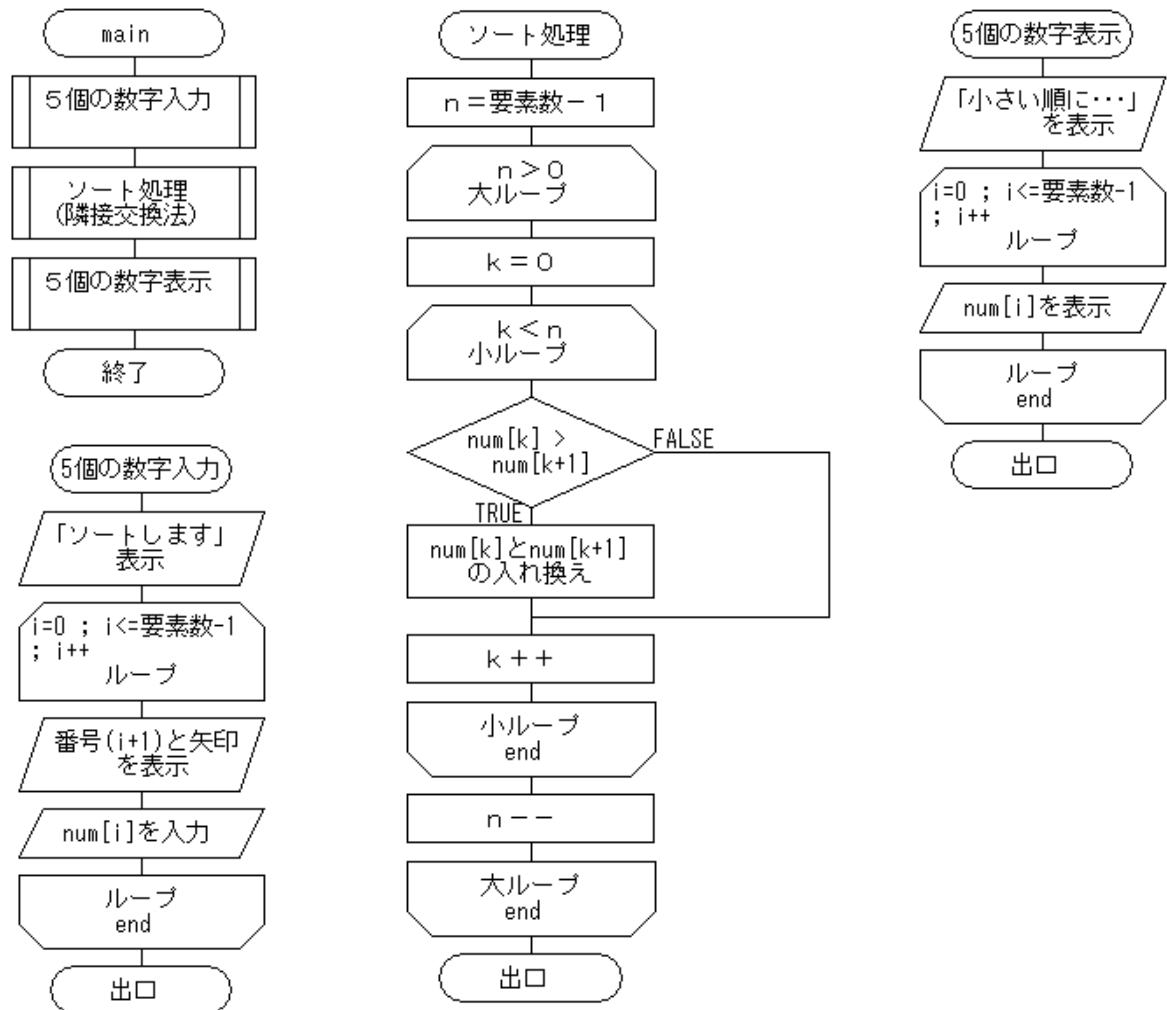 main
５個の数字入力
ソート処理
(隣接交換法)
５個の数字表示
終了
5個の数字入力
「ソートします」
表示
i=0 ; i<=要素数-1
; i++
ループ
番号(i+1)と矢印
を表示
num[i]を入力
ループ
end
出口
ソート処理
ｎ＝要素数－１
ｎ＞０
大ループ
ｋ＝０
ｋ＜ｎ
小ループ
num[k] >
num[k+1]
FALSE
TRUE
num[k]とnum[k+1]
の入れ換え
ｋ＋＋
小ループ
end
ｎ－－
大ループ
end
出口
5個の数字表示
「小さい順に･･･」
を表示
i=0 ; i<=要素数-1
; i++
ループ
num[i]を表示
ループ
end
出口